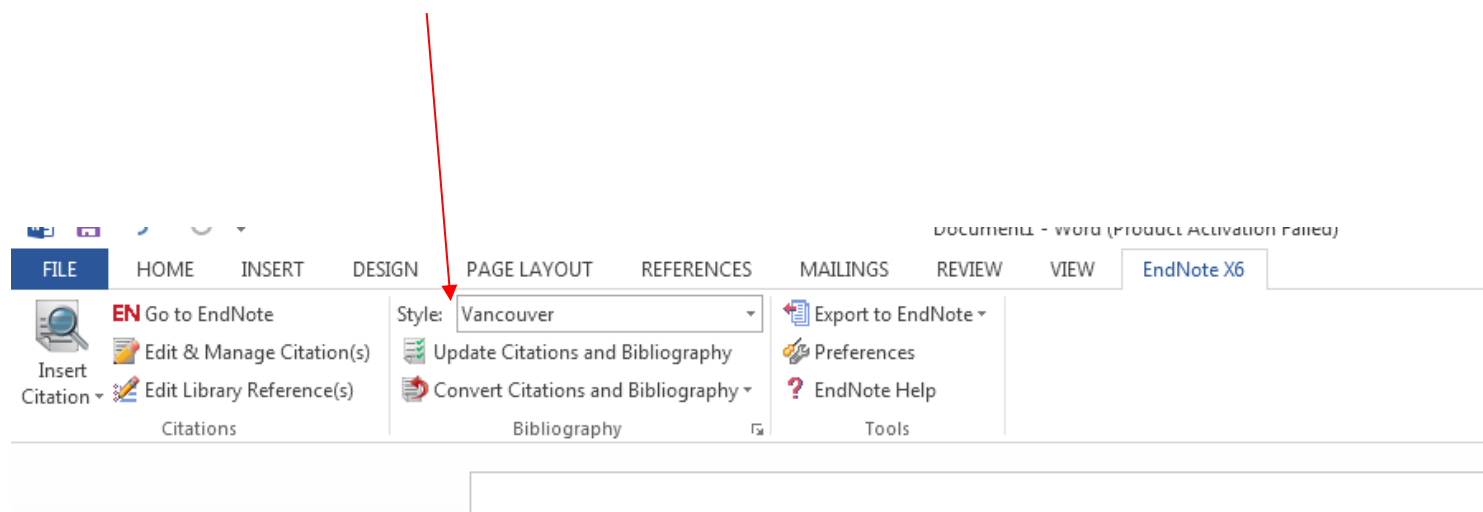 Document1 - Word (Product Activation Failed)
FILE HOME INSERT DESIGN PAGE LAYOUT REFERENCES MAILINGS REVIEW VIEW EndNote X6
EN Go to EndNote Style: Vancouver Export to EndNote
Edit & Manage Citation(s) Update Citations and Bibliography Preferences
Insert
Citation Edit Library Reference(s) Convert Citations and Bibliography ? EndNote Help
Citations Bibliography Tools